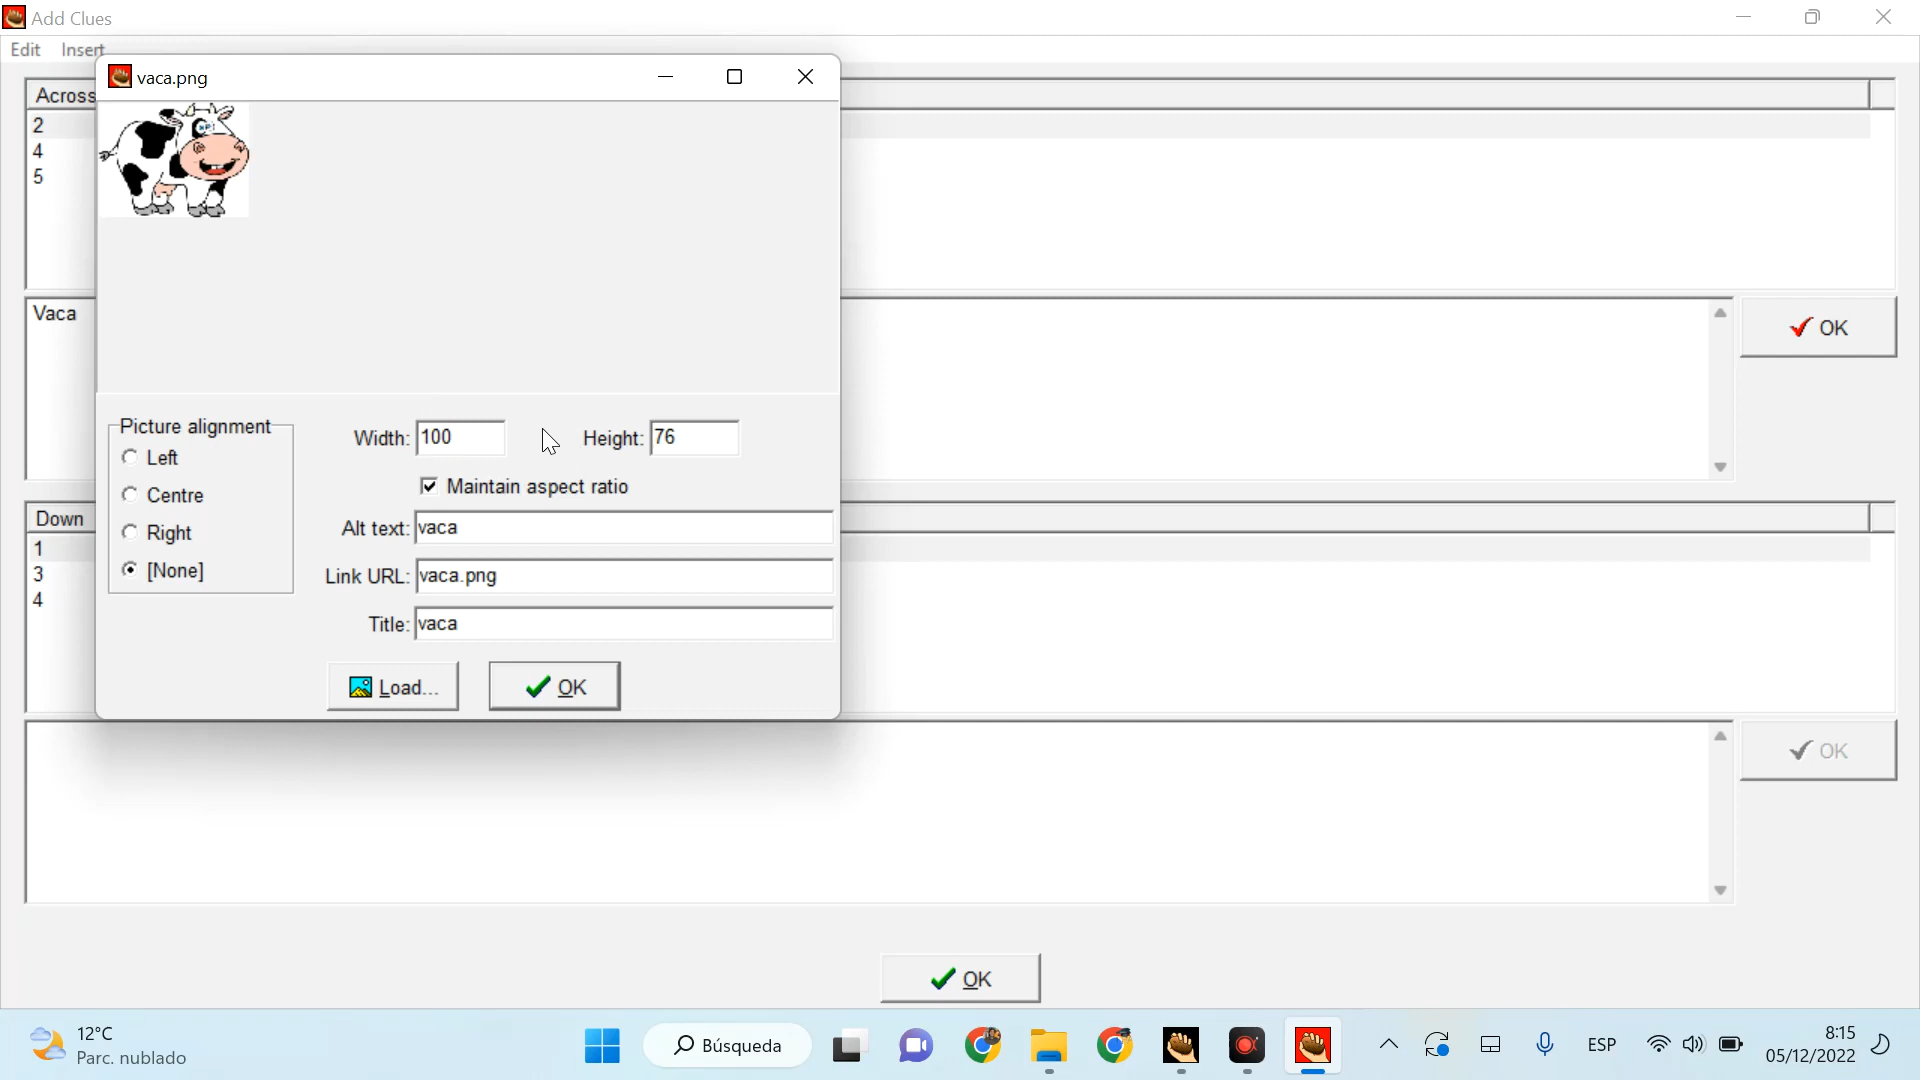 Add Clues
Edit Insert
vaca.png
Across
2
4
5
Vaca
OK
Picture alignment
Left
Centre
Right
[None]
Width: 100 Height: 76
Maintain aspect ratio
Alt text: vaca
Link URL: vaca.png
Title: vaca
Load... OK
Down
1
3
4
OK
OK
12°C
Parc. nublado
Búsqueda
ESP
8:15
05/12/2022